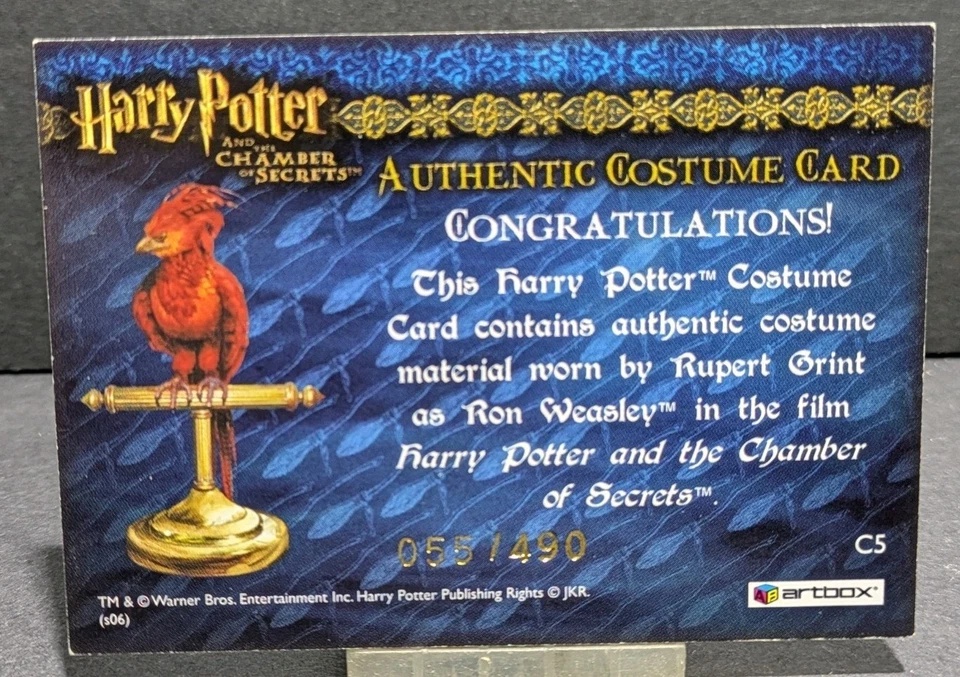 Harry Potter
AND THE
CHAMBER
OF SECRETS™
AUTHENTIC COSTUME CARD
CONGRATULATIONS!
This Harry Potter™ Costume
Card contains authentic costume
material worn by Rupert Grint
as Ron Weasley™ in the film
Harry Potter and the Chamber
of Secrets™.
055/490
C5
TM & © Warner Bros. Entertainment Inc. Harry Potter Publishing Rights © JKR.
(s06)
AB artbox®